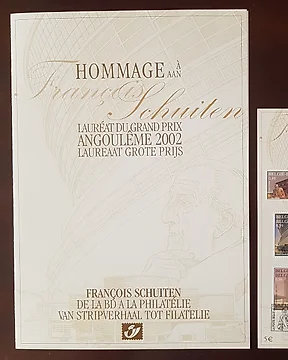 HOMMAGE À
AAN
François
Schuiten
LAURÉAT DU GRAND PRIX
ANGOULÊME 2002
LAUREAAT GROTE PRIJS
FRANÇOIS SCHUITEN
DE LA BD A LA PHILATÉLIE
VAN STRIPVERHAAL TOT FILATELIE
5€